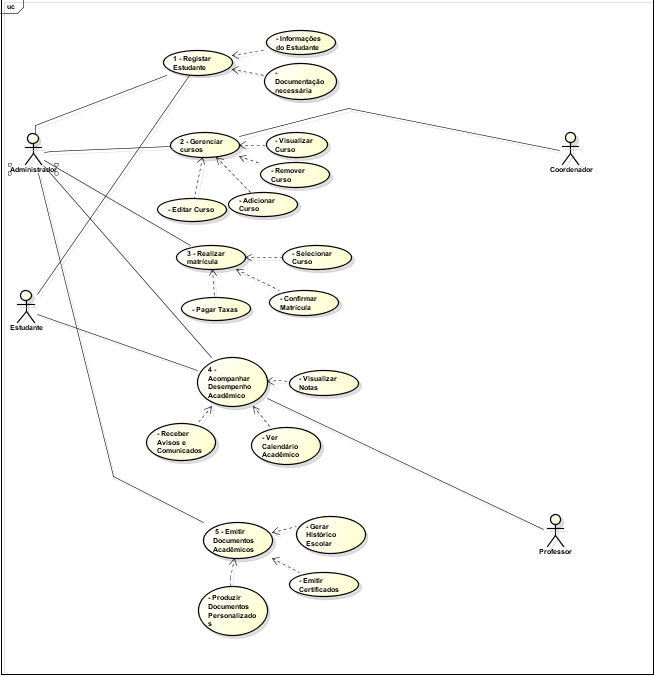 uc
- Informações
do Estudante
1 - Registar
Estudante
-
Documentação
necessária
Administrador
2 - Gerenciar
cursos
- Visualizar
Curso
- Remover
Curso
- Editar Curso
- Adicionar
Curso
Coordenador
3 - Realizar
matrícula
- Selecionar
Curso
- Pagar Taxas
- Confirmar
Matrícula
Estudante
4 -
Acompanhar
Desempenho
Acadêmico
- Visualizar
Notas
- Receber
Avisos e
Comunicados
- Ver
Calendário
Acadêmico
5 - Emitir
Documentos
Acadêmicos
- Gerar
Histórico
Escolar
Professor
- Emitir
Certificados
- Produzir
Documentos
Personalizado
s